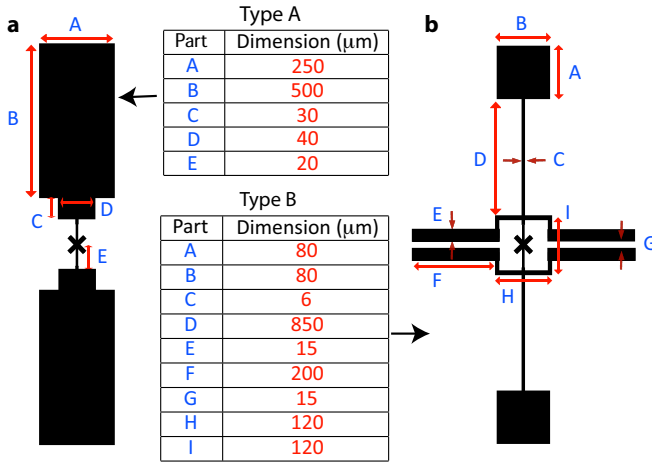 a
A
B
C
D
E
Type A
Part Dimension (μm)
A 250
B 500
C 30
D 40
E 20
Type B
Part Dimension (μm)
A 80
B 80
C 6
D 850
E 15
F 200
G 15
H 120
I 120
b
B
A
D
C
E
I
G
F
H